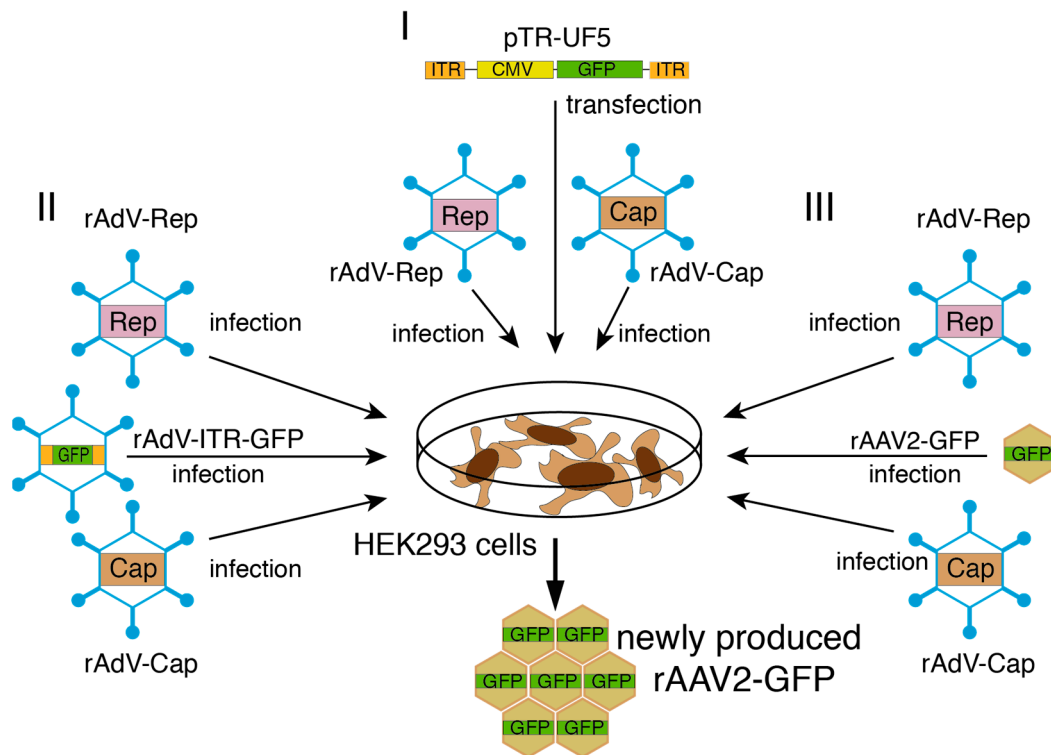 I
pTR-UF5
ITR CMV GFP ITR
transfection
Rep
Cap
rAdV-Rep
rAdV-Cap
infection
infection
II
rAdV-Rep
Rep
infection
GFP
rAdV-ITR-GFP
infection
Cap
infection
rAdV-Cap
III
rAdV-Rep
infection
Rep
rAAV2-GFP
infection
GFP
infection
Cap
rAdV-Cap
HEK293 cells
GFP GFP
GFP GFP GFP
GFP GFP
newly produced
rAAV2-GFP